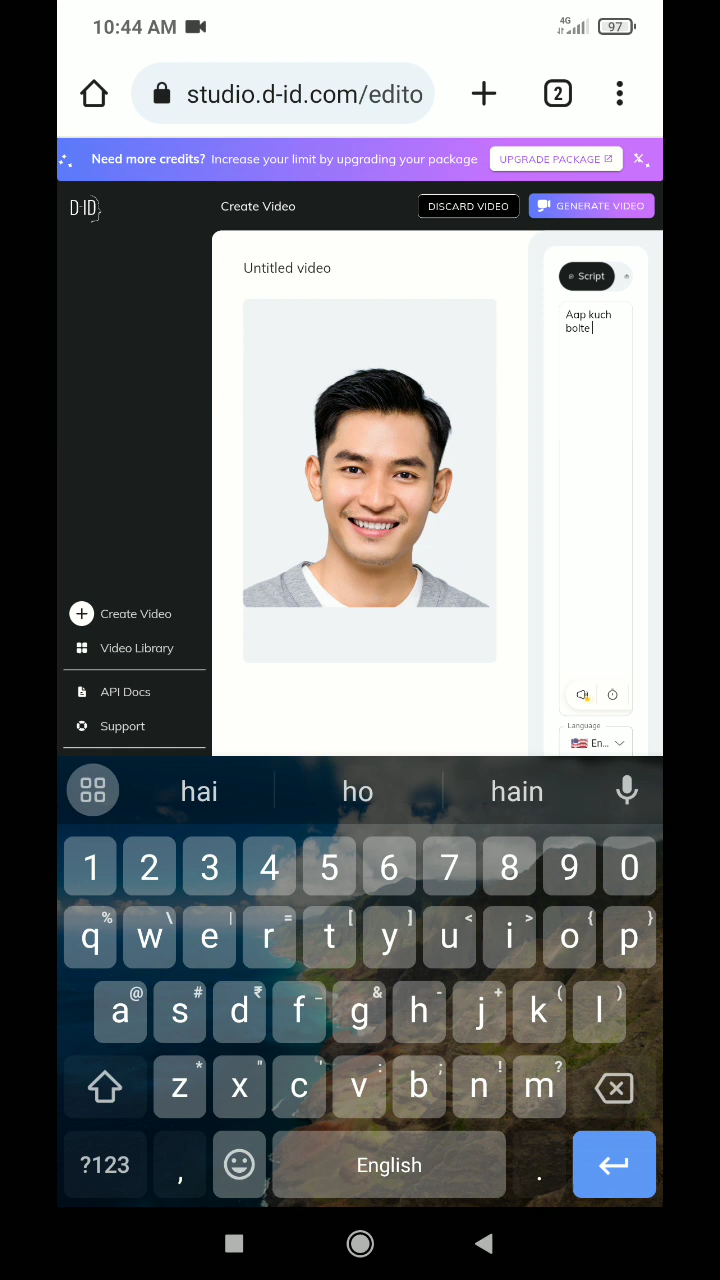 10:44 AM
4G
97
studio.d-id.com/edito
2
Need more credits? Increase your limit by upgrading your package
UPGRADE PACKAGE
D-ID
Create Video
DISCARD VIDEO
GENERATE VIDEO
Untitled video
Script
Aap kuch
bolte
Create Video
Video Library
API Docs
Support
Language
En...
hai ho hain
1 2 3 4 5 6 7 8 9 0
% \ | = [ ] < > { }
q w e r t y u i o p
@ # ₹ _ & - + ( )
a s d f g h j k l
* " ' : ; ! ?
z x c v b n m
?123 , English .